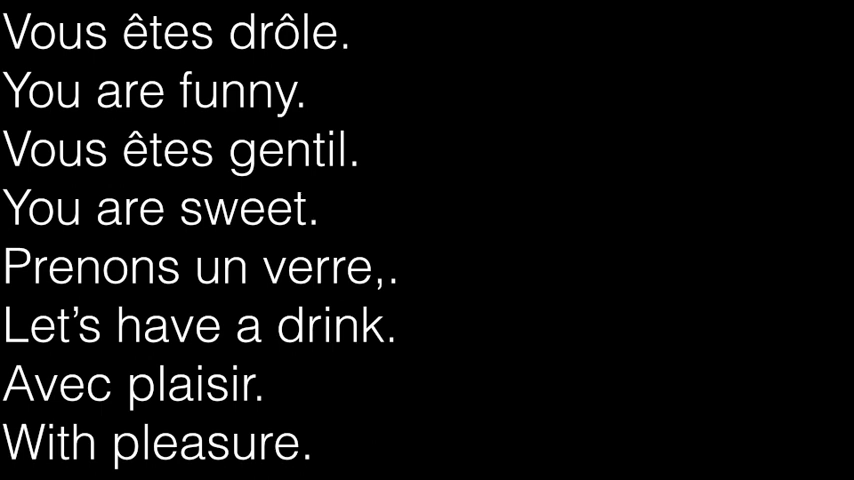 Vous êtes drôle.
You are funny.
Vous êtes gentil.
You are sweet.
Prenons un verre,.
Let’s have a drink.
Avec plaisir.
With pleasure.